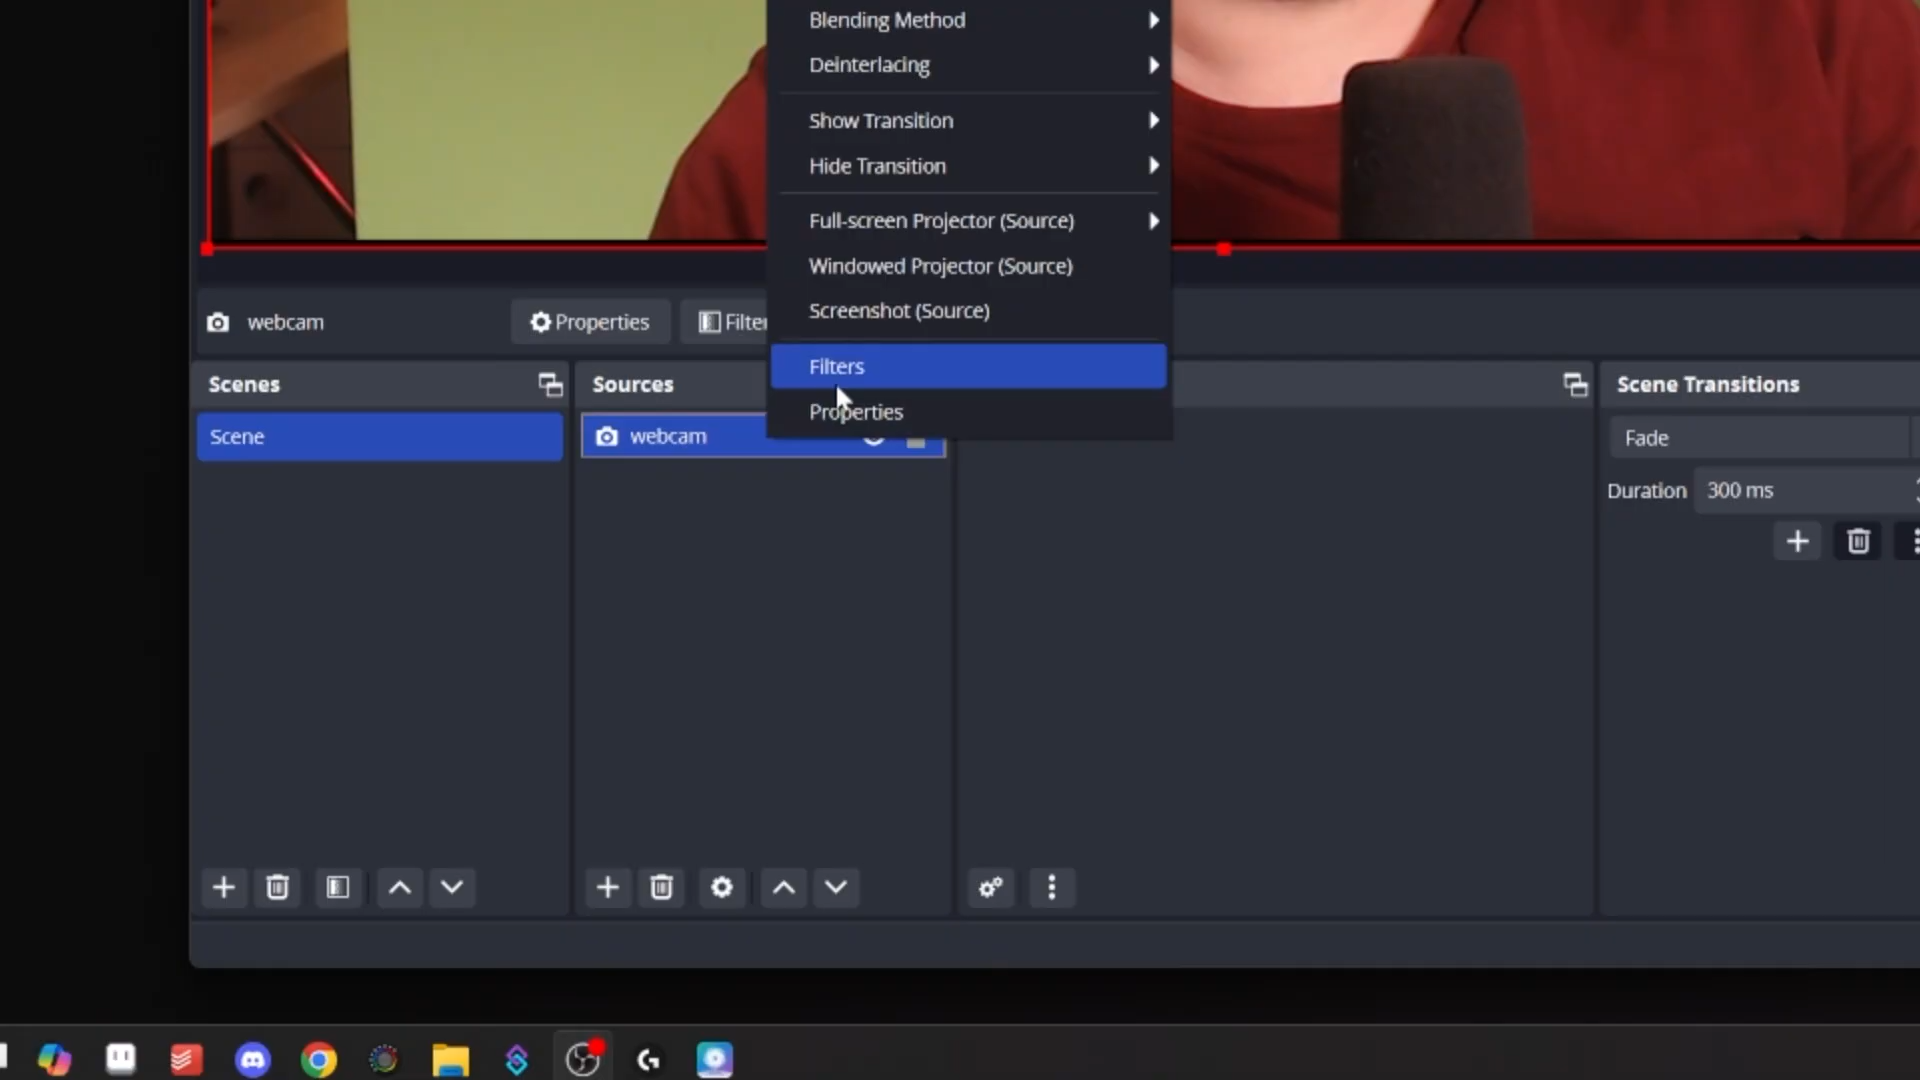 Blending Method
Deinterlacing
Show Transition
Hide Transition
Full-screen Projector (Source)
Windowed Projector (Source)
Screenshot (Source)
Filters
Properties
webcam
Properties
Filter
Scenes
Sources
Scene Transitions
Scene
webcam
Fade
Duration
300 ms